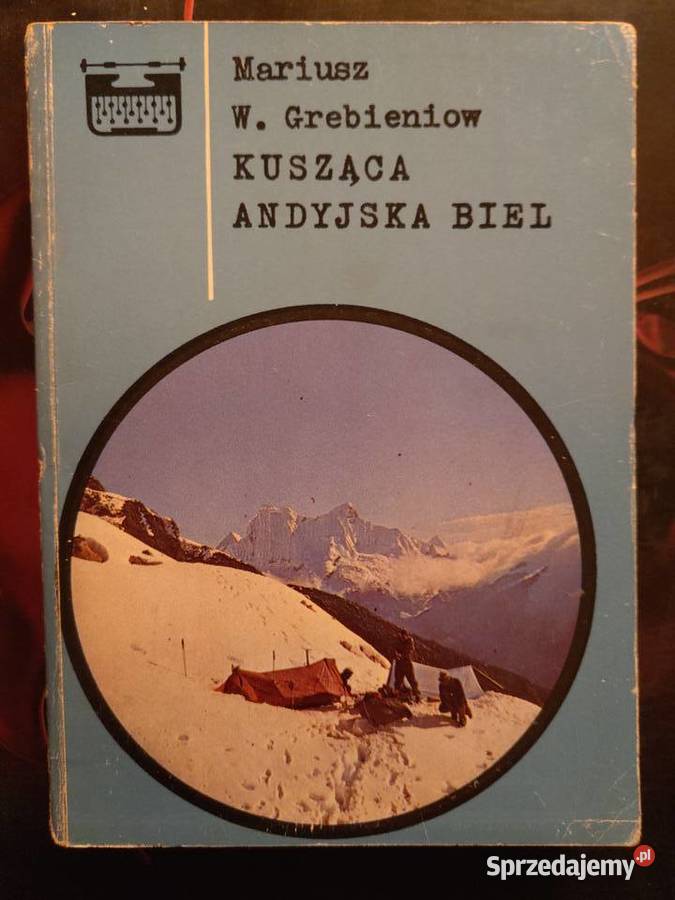 Mariusz
W. Grebieniow
KUSZĄCA
ANDYJSKA BIEL
Sprzedajemy.pl